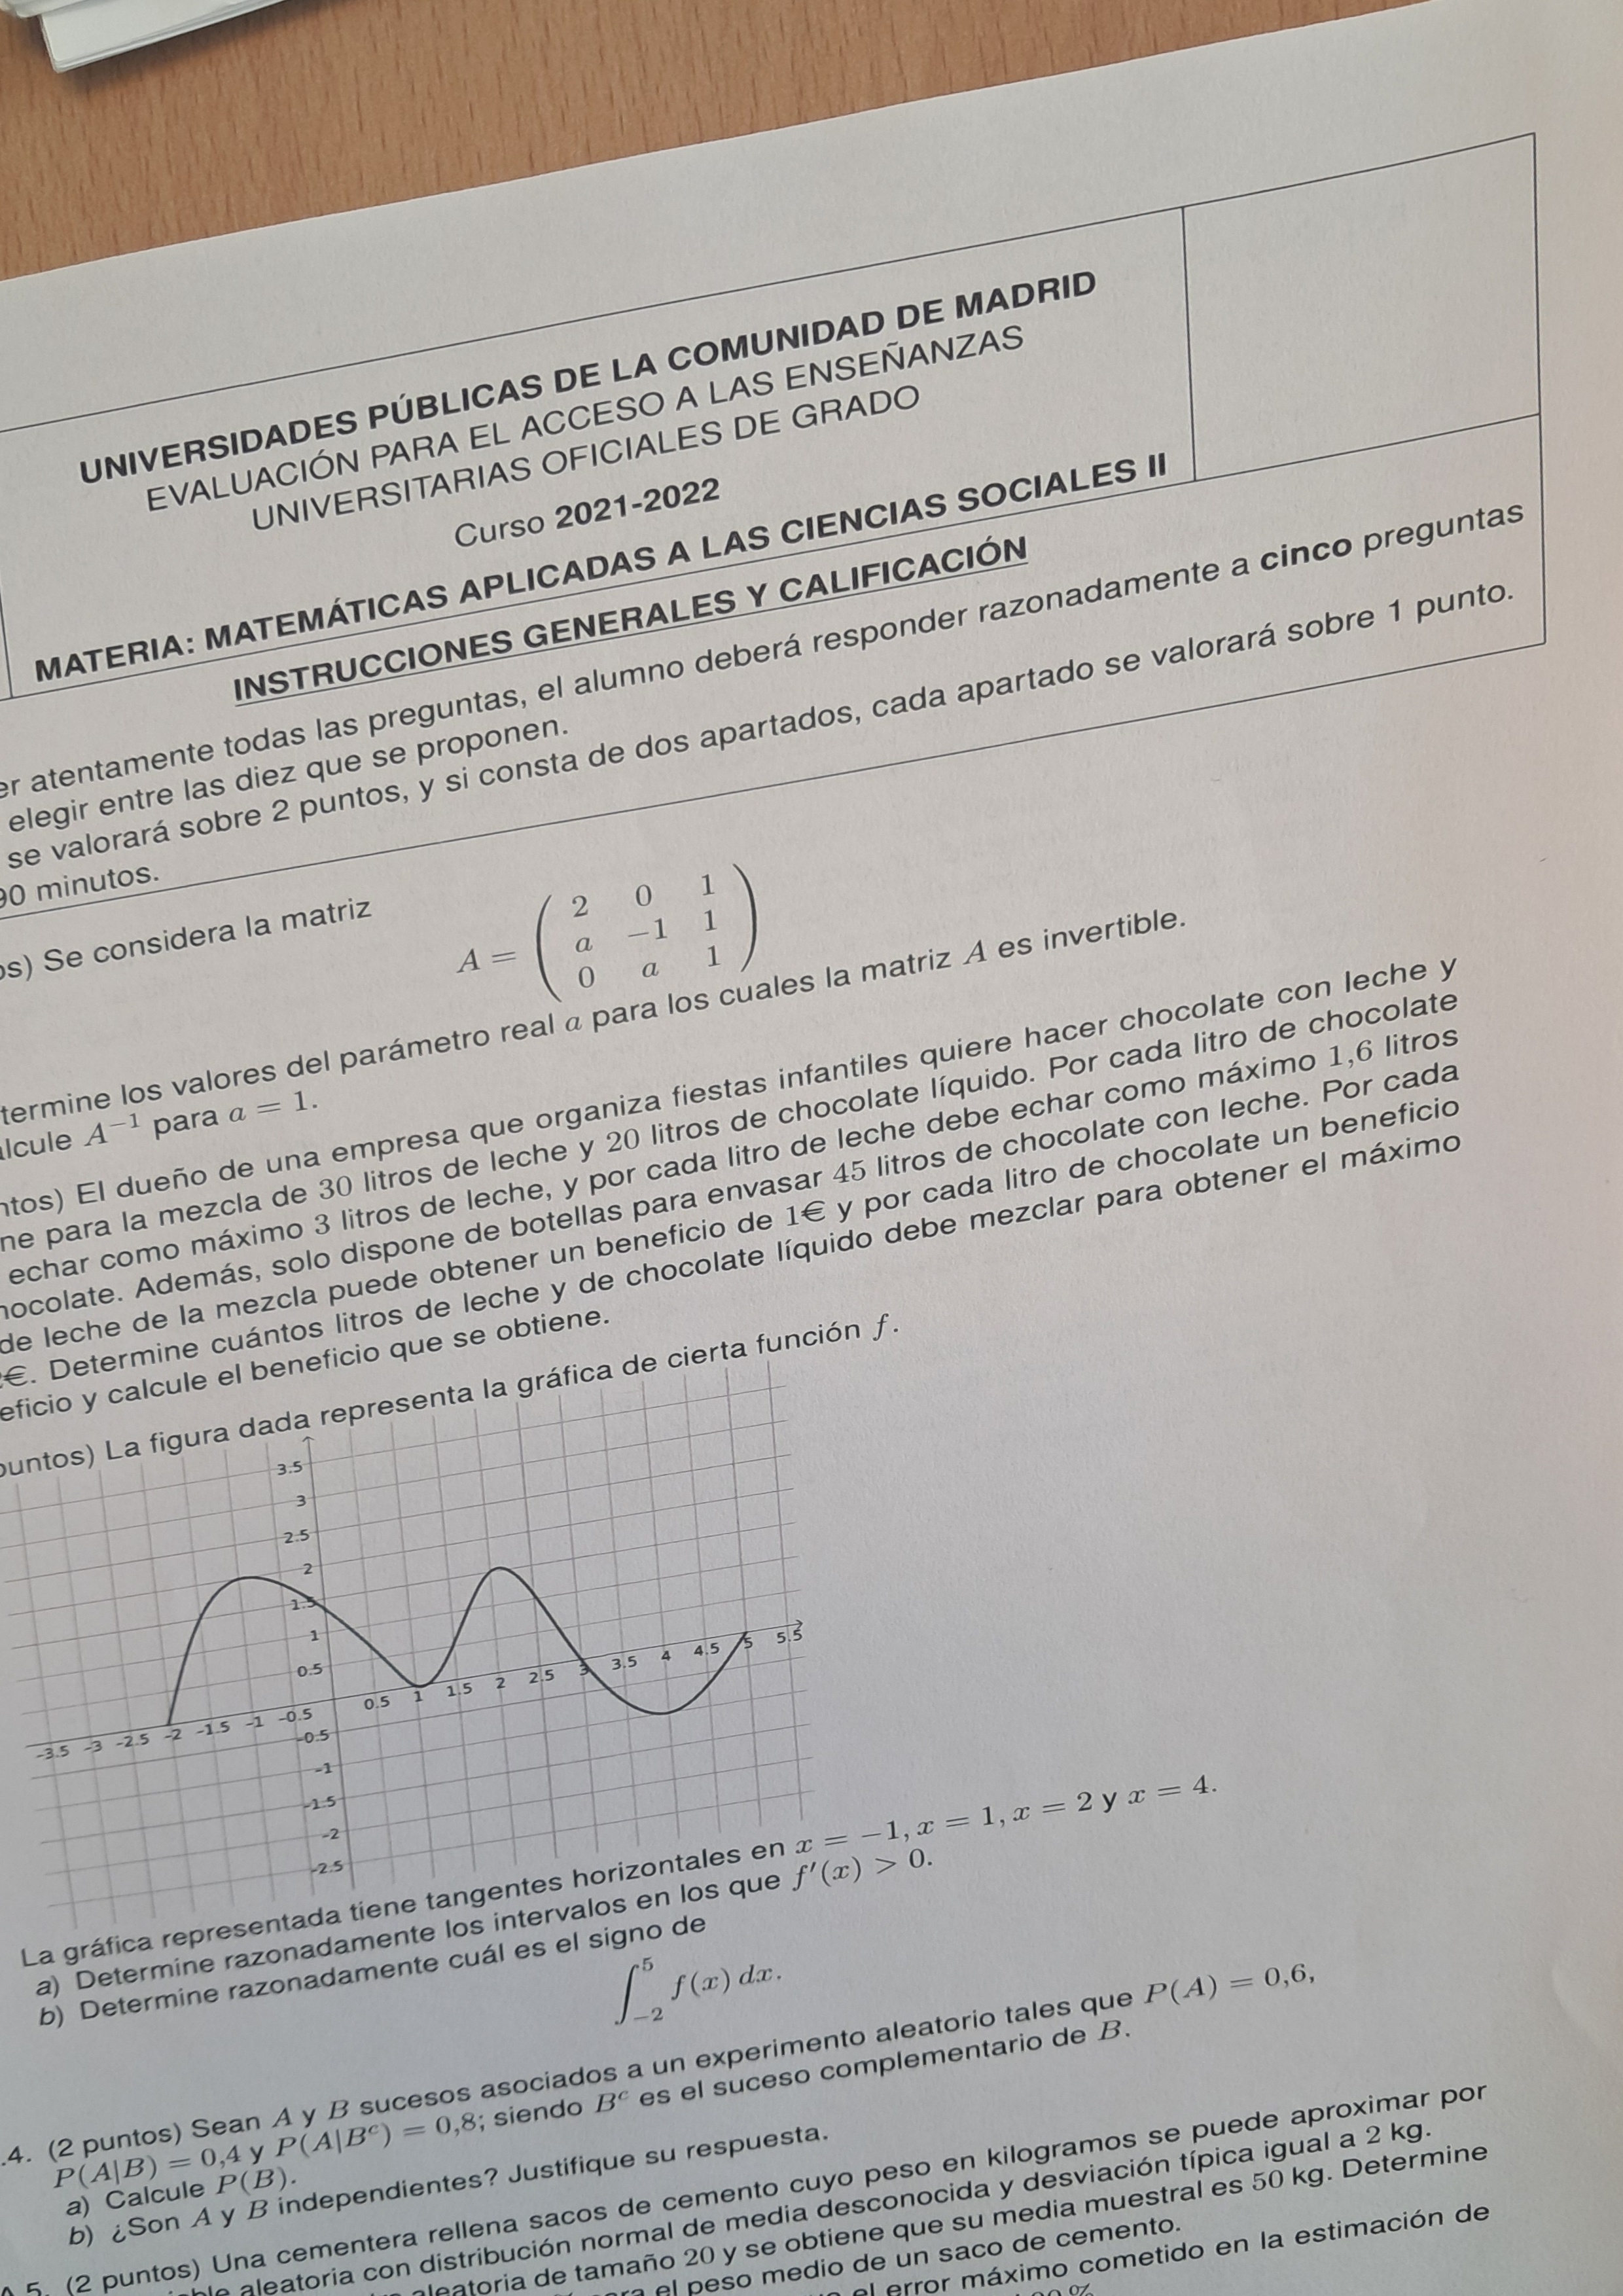 UNIVERSIDADES PÚBLICAS DE LA COMUNIDAD DE MADRID
EVALUACIÓN PARA EL ACCESO A LAS ENSEÑANZAS
UNIVERSITARIAS OFICIALES DE GRADO
Curso 2021-2022
MATERIA: MATEMÁTICAS APLICADAS A LAS CIENCIAS SOCIALES II
INSTRUCCIONES GENERALES Y CALIFICACIÓN
er atentamente todas las preguntas, el alumno deberá responder razonadamente a cinco preguntas
elegir entre las diez que se proponen.
se valorará sobre 2 puntos, y si consta de dos apartados, cada apartado se valorará sobre 1 punto.
90 minutos.
os) Se considera la matriz
A = ( 2 0 1
a −1 1
0 a 1 )
termine los valores del parámetro real a para los cuales la matriz A es invertible.
lcule A⁻¹ para a = 1.
ntos) El dueño de una empresa que organiza fiestas infantiles quiere hacer chocolate con leche y
ne para la mezcla de 30 litros de leche y 20 litros de chocolate líquido. Por cada litro de chocolate
echar como máximo 3 litros de leche, y por cada litro de leche debe echar como máximo 1,6 litros
hocolate. Además, solo dispone de botellas para envasar 45 litros de chocolate con leche. Por cada
de leche de la mezcla puede obtener un beneficio de 1€ y por cada litro de chocolate un beneficio
€. Determine cuántos litros de leche y de chocolate líquido debe mezclar para obtener el máximo
eficio y calcule el beneficio que se obtiene.
puntos) La figura dada representa la gráfica de cierta función f.
3.5
3
2.5
2
1.5
1
0.5
-3.5 -3 -2.5 -2 -1.5 -1 -0.5 0.5 1 1.5 2 2.5 3 3.5 4 4.5 5 5.5
-0.5
-1
-1.5
-2
-2.5
La gráfica representada tiene tangentes horizontales en x = −1, x = 1, x = 2 y x = 4.
a) Determine razonadamente los intervalos en los que f′(x) > 0.
b) Determine razonadamente cuál es el signo de
∫₋₂⁵ f(x) dx.
.4. (2 puntos) Sean A y B sucesos asociados a un experimento aleatorio tales que P(A) = 0,6,
P(A|B) = 0,4 y P(A|Bᶜ) = 0,8; siendo Bᶜ es el suceso complementario de B.
a) Calcule P(B).
b) ¿Son A y B independientes? Justifique su respuesta.
5. (2 puntos) Una cementera rellena sacos de cemento cuyo peso en kilogramos se puede aproximar por
aleatoria con distribución normal de media desconocida y desviación típica igual a 2 kg.
aleatoria de tamaño 20 y se obtiene que su media muestral es 50 kg. Determine
el peso medio de un saco de cemento.
el error máximo cometido en la estimación de